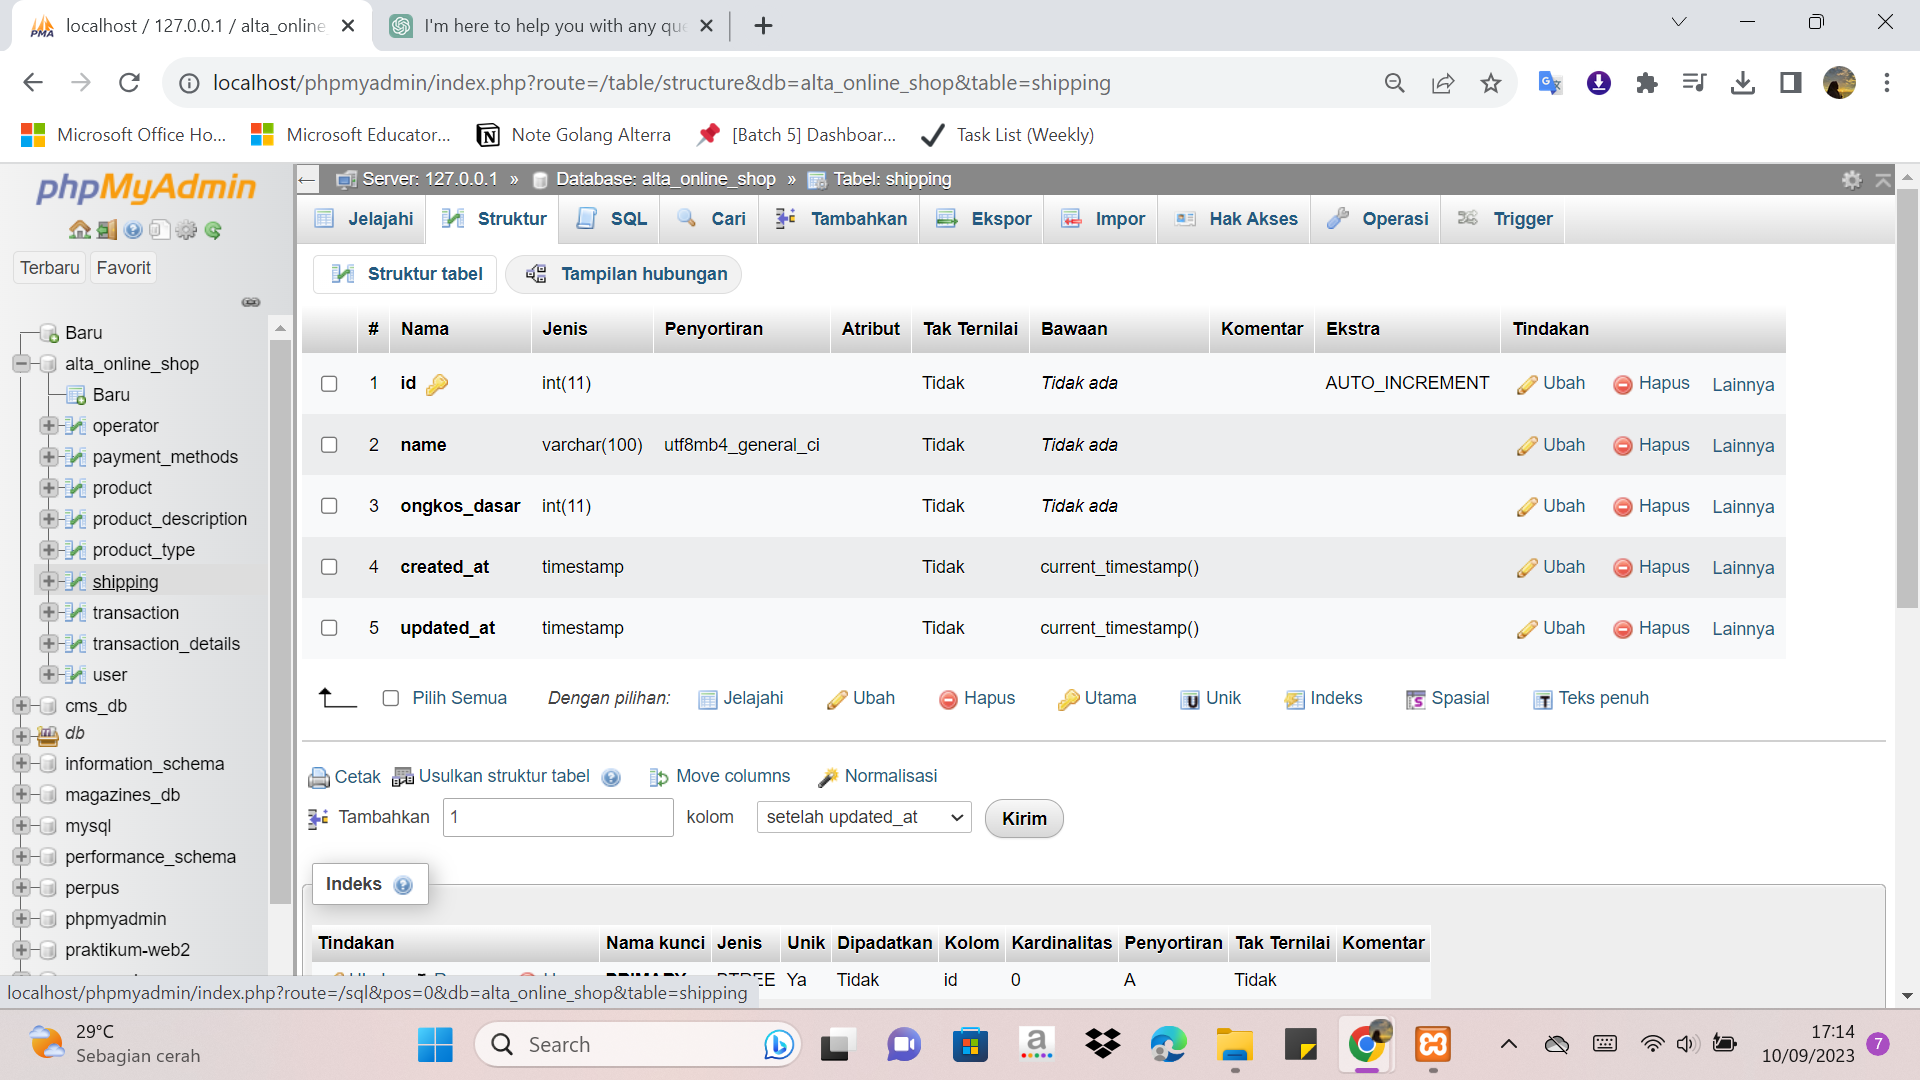 localhost / 127.0.0.1 / alta_online
I'm here to help you with any que
localhost/phpmyadmin/index.php?route=/table/structure&db=alta_online_shop&table=shipping
Microsoft Office Ho...
Microsoft Educator...
Note Golang Alterra
[Batch 5] Dashboar...
Task List (Weekly)
phpMyAdmin
Terbaru
Favorit
Baru
alta_online_shop
Baru
operator
payment_methods
product
product_description
product_type
shipping
transaction
transaction_details
user
cms_db
db
information_schema
magazines_db
mysql
performance_schema
perpus
phpmyadmin
praktikum-web2
Server: 127.0.0.1 » Database: alta_online_shop » Tabel: shipping
Jelajahi Struktur SQL Cari Tambahkan Ekspor Impor Hak Akses Operasi Trigger
Struktur tabel Tampilan hubungan
# Nama Jenis Penyortiran Atribut Tak Ternilai Bawaan Komentar Ekstra Tindakan
1 id int(11) Tidak Tidak ada AUTO_INCREMENT Ubah Hapus Lainnya
2 name varchar(100) utf8mb4_general_ci Tidak Tidak ada Ubah Hapus Lainnya
3 ongkos_dasar int(11) Tidak Tidak ada Ubah Hapus Lainnya
4 created_at timestamp Tidak current_timestamp() Ubah Hapus Lainnya
5 updated_at timestamp Tidak current_timestamp() Ubah Hapus Lainnya
Pilih Semua Dengan pilihan: Jelajahi Ubah Hapus Utama Unik Indeks Spasial Teks penuh
Cetak Usulkan struktur tabel Move columns Normalisasi
Tambahkan 1 kolom setelah updated_at Kirim
Indeks
Tindakan Nama kunci Jenis Unik Dipadatkan Kolom Kardinalitas Penyortiran Tak Ternilai Komentar
PRIMARY BTREE Ya Tidak id 0 A Tidak
localhost/phpmyadmin/index.php?route=/sql&pos=0&db=alta_online_shop&table=shipping
29°C
Sebagian cerah
Search
17:14
10/09/2023
7